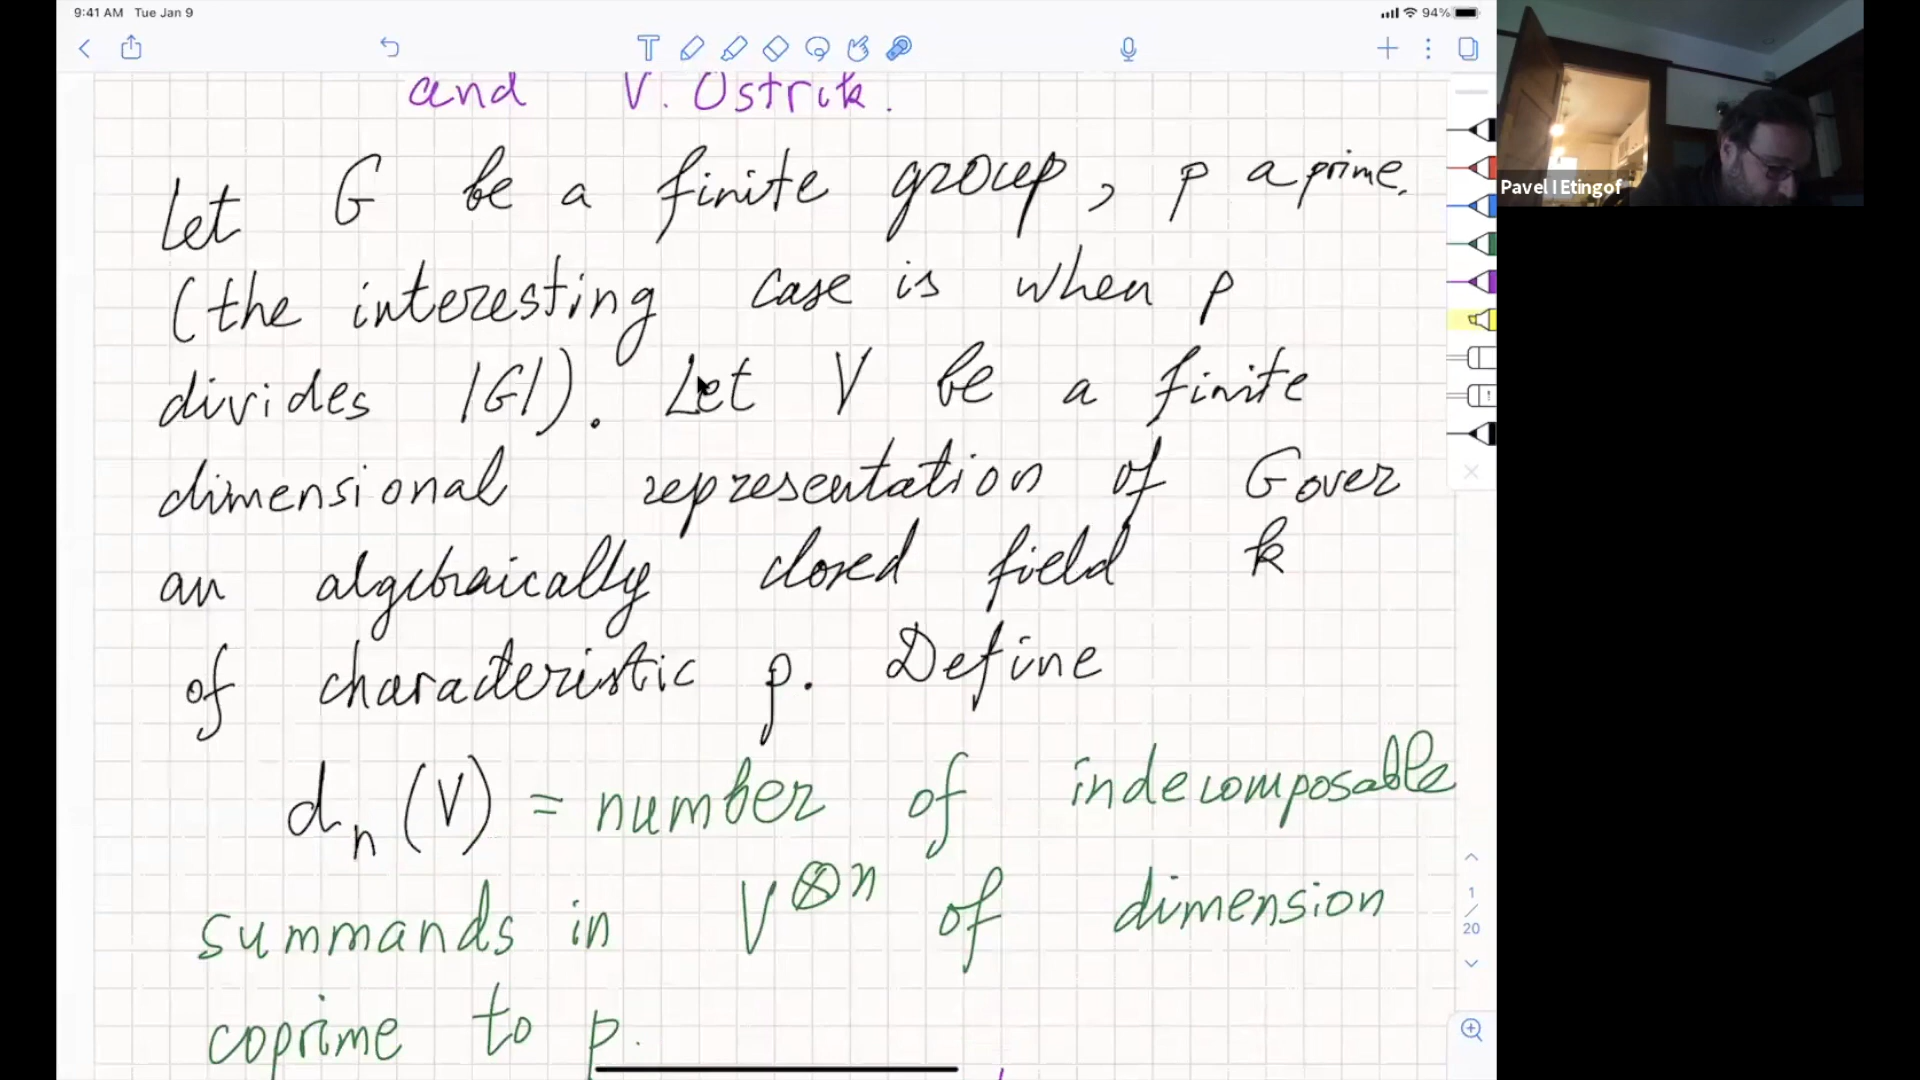 9:41 AM Tue Jan 9
94%
and V. Ostrik.
Let G be a finite group, p a prime.
(the interesting case is when p
divides |G|). Let V be a finite
dimensional representation of G over
an algebraically closed field k
of characteristic p. Define
dₙ(V) = number of indecomposable
summands in V^⊗n of dimension
coprime to p.
Pavel I Etingof
1
/
20